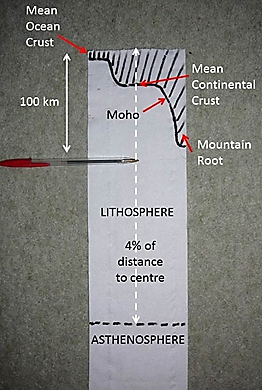 Mean
Ocean
Crust
100 km
Mean
Continental
Crust
Moho
Mountain
Root
LITHOSPHERE
4% of
distance
to centre
ASTHENOSPHERE